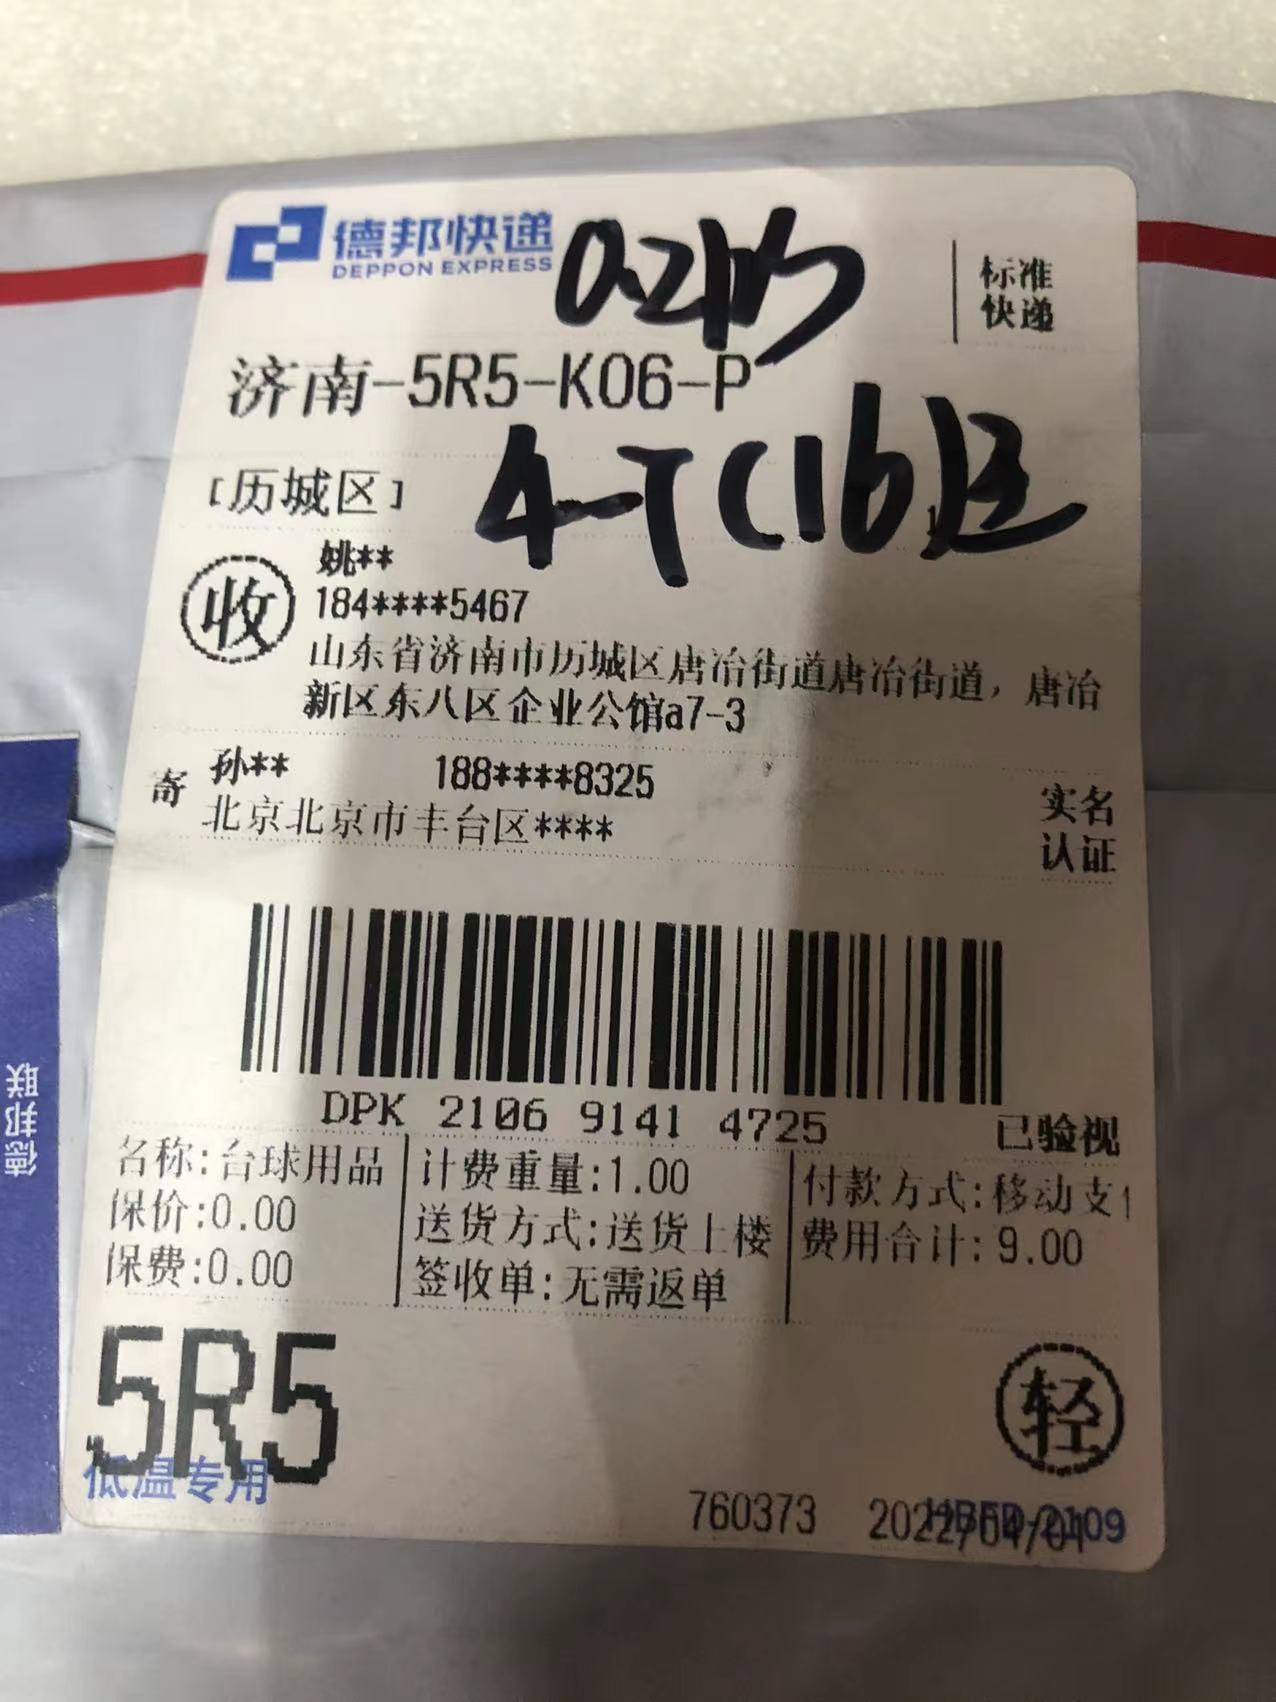 德邦快递
DEPPON EXPRESS
标准
快递
济南-5R5-K06-P
[历城区]
4-T(16)
收
姚**
184****5467
山东省济南市历城区唐冶街道唐冶街道，唐冶
新区东八区企业公馆a7-3
寄
孙** 188****8325
北京北京市丰台区****
实名
认证
DPK 2106 9141 4725
已验视
名称:台球用品
保价:0.00
保费:0.00
计费重量:1.00
送货方式:送货上楼
签收单:无需返单
付款方式:移动支
费用合计: 9.00
5R5
低温专用
轻
760373
德邦
联